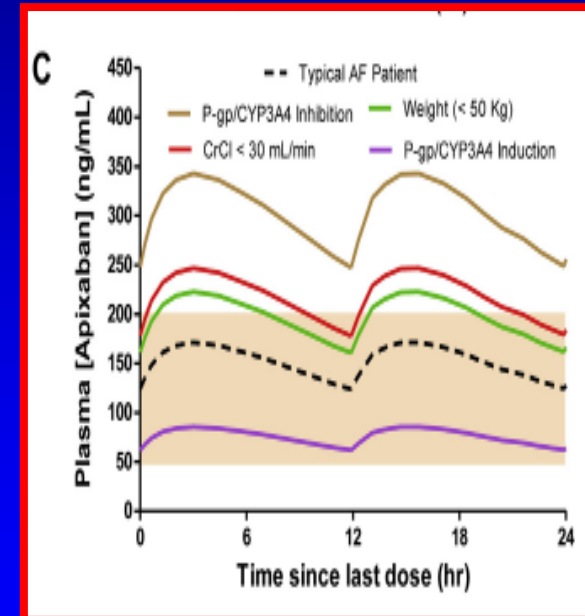 C
Typical AF Patient
P-gp/CYP3A4 Inhibition
Weight (< 50 Kg)
CrCl < 30 mL/min
P-gp/CYP3A4 Induction
Plasma [Apixaban] (ng/mL)
450
400
350
300
250
200
150
100
50
0
0 6 12 18 24
Time since last dose (hr)